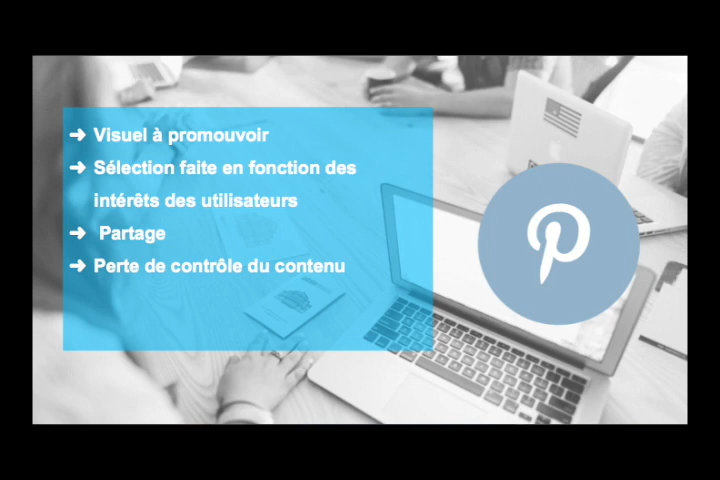 ➜ Visuel à promouvoir
➜ Sélection faite en fonction des
intérêts des utilisateurs
➜ Partage
➜ Perte de contrôle du contenu